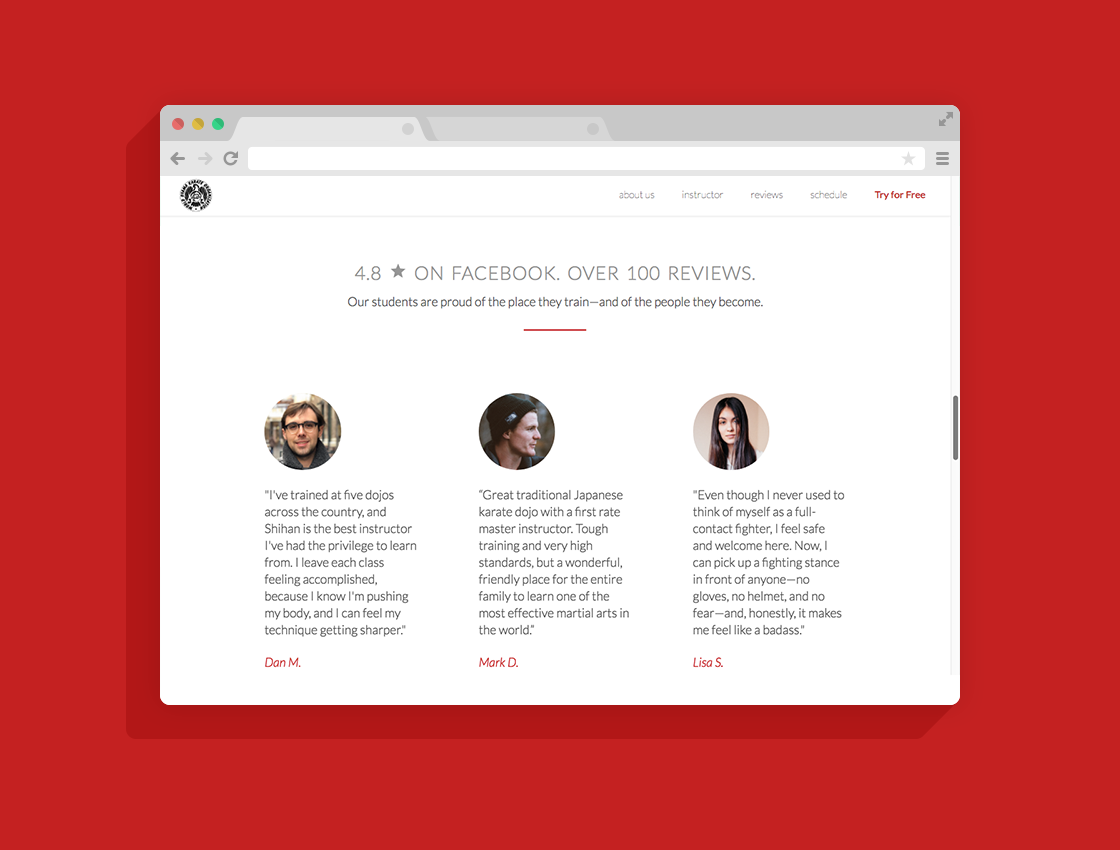 about us instructor reviews schedule Try for Free
4.8 ★ ON FACEBOOK. OVER 100 REVIEWS.
Our students are proud of the place they train—and of the people they become.
"I've trained at five dojos
across the country, and
Shihan is the best instructor
I've had the privilege to learn
from. I leave each class
feeling accomplished,
because I know I'm pushing
my body, and I can feel my
technique getting sharper."
Dan M.
“Great traditional Japanese
karate dojo with a first rate
master instructor. Tough
training and very high
standards, but a wonderful,
friendly place for the entire
family to learn one of the
most effective martial arts in
the world.”
Mark D.
"Even though I never used to
think of myself as a full-
contact fighter, I feel safe
and welcome here. Now, I
can pick up a fighting stance
in front of anyone—no
gloves, no helmet, and no
fear—and, honestly, it makes
me feel like a badass."
Lisa S.